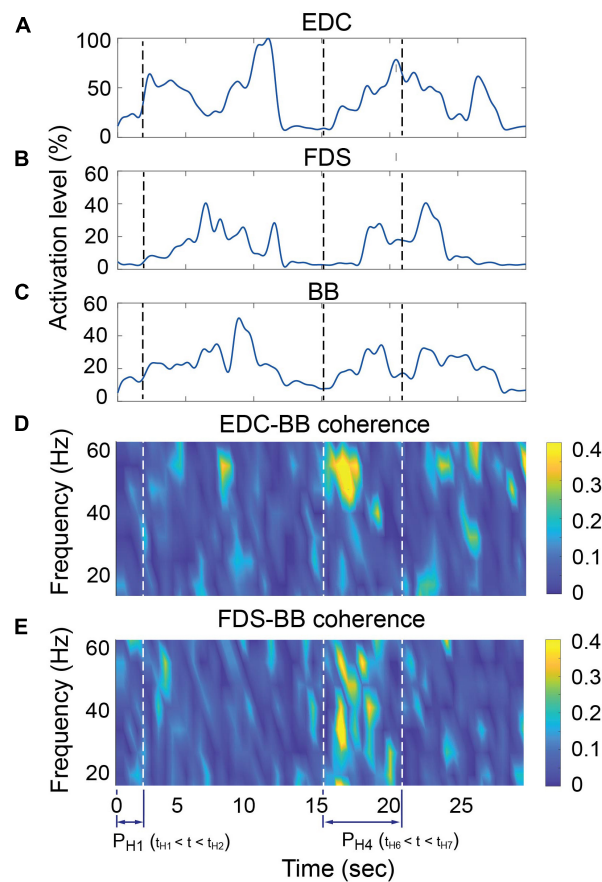 A
EDC
100
50
0
B
FDS
60
40
20
0
C
BB
60
40
20
0
Activation level (%)
D
EDC-BB coherence
60
40
20
Frequency (Hz)
0.4
0.3
0.2
0.1
0
E
FDS-BB coherence
60
40
20
Frequency (Hz)
0.4
0.3
0.2
0.1
0
0 5 10 15 20 25
PH1 (tH1 < t < tH2) PH4 (tH6 < t < tH7)
Time (sec)